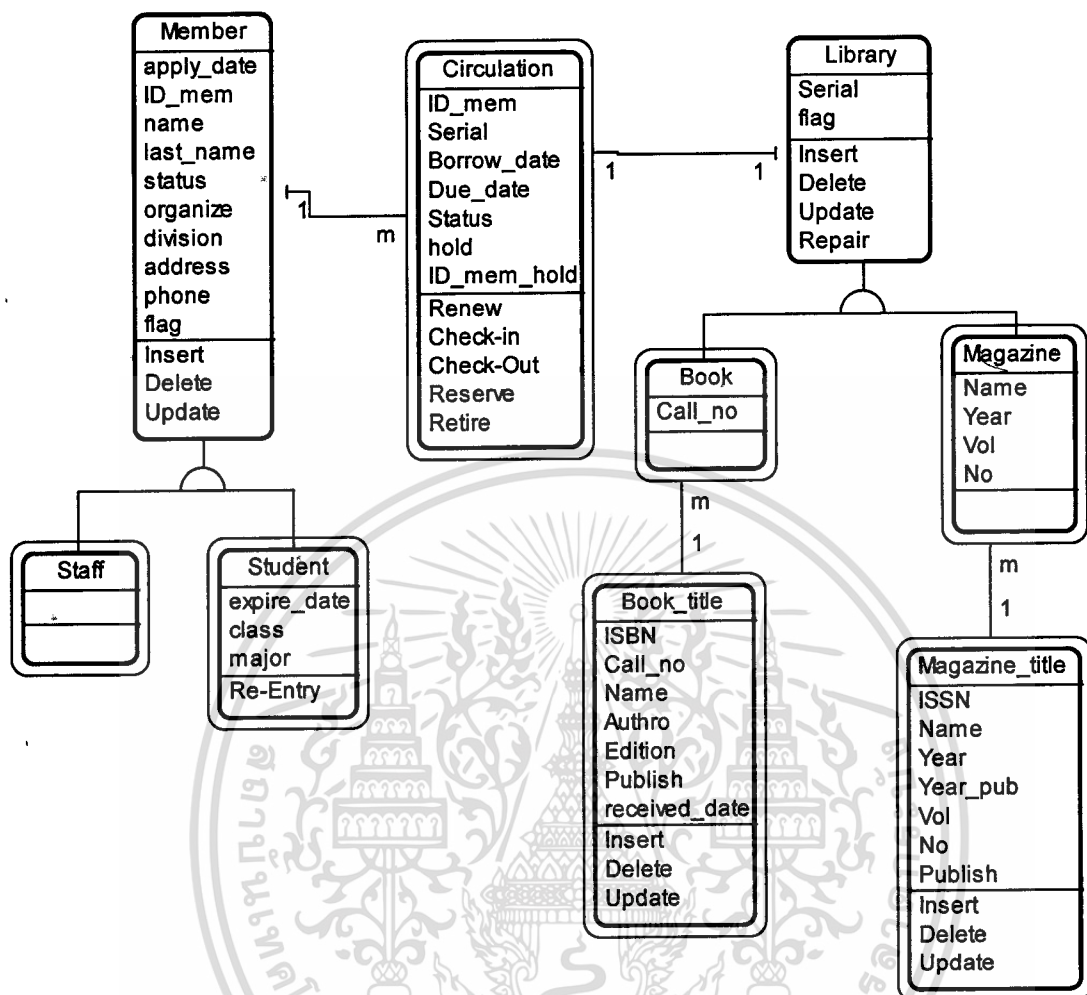 Member
apply_date
ID_mem
name
last_name
status
organize
division
address
phone
flag
Insert
Delete
Update
1
m
Circulation
ID_mem
Serial
Borrow_date
Due_date
Status
hold
ID_mem_hold
Renew
Check-in
Check-Out
Reserve
Retire
1
1
Library
Serial
flag
Insert
Delete
Update
Repair
Staff
Student
expire_date
class
major
Re-Entry
Book
Call_no
m
1
Book_title
ISBN
Call_no
Name
Authro
Edition
Publish
received_date
Insert
Delete
Update
Magazine
Name
Year
Vol
No
m
1
Magazine_title
ISSN
Name
Year
Year_pub
Vol
No
Publish
Insert
Delete
Update